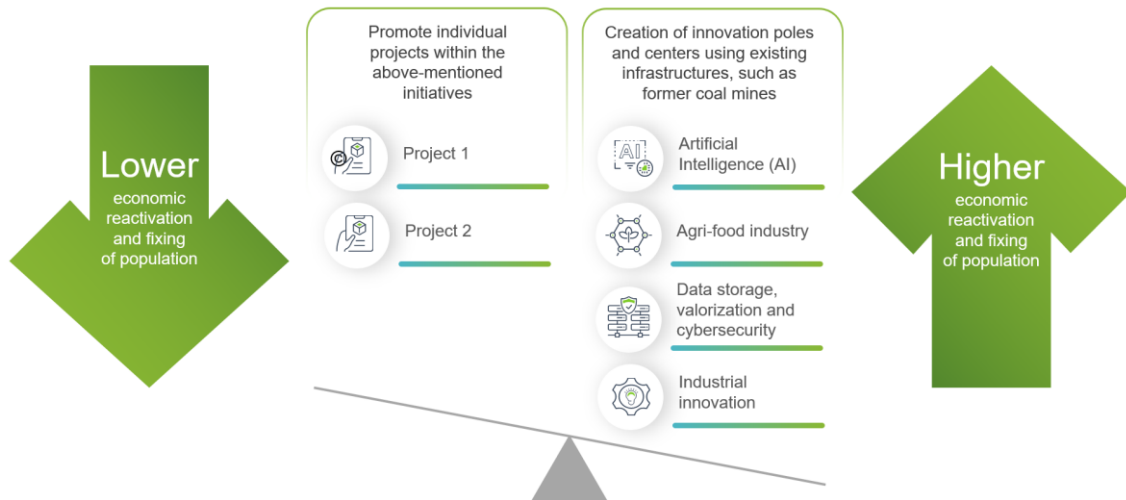 Lower
economic
reactivation
and fixing
of population
Promote individual
projects within the
above-mentioned
initiatives
©
Project 1
Project 2
Creation of innovation poles
and centers using existing
infrastructures, such as
former coal mines
AI
Artificial
Intelligence (AI)
Agri-food industry
Data storage,
valorization and
cybersecurity
Industrial
innovation
Higher
economic
reactivation
and fixing
of population